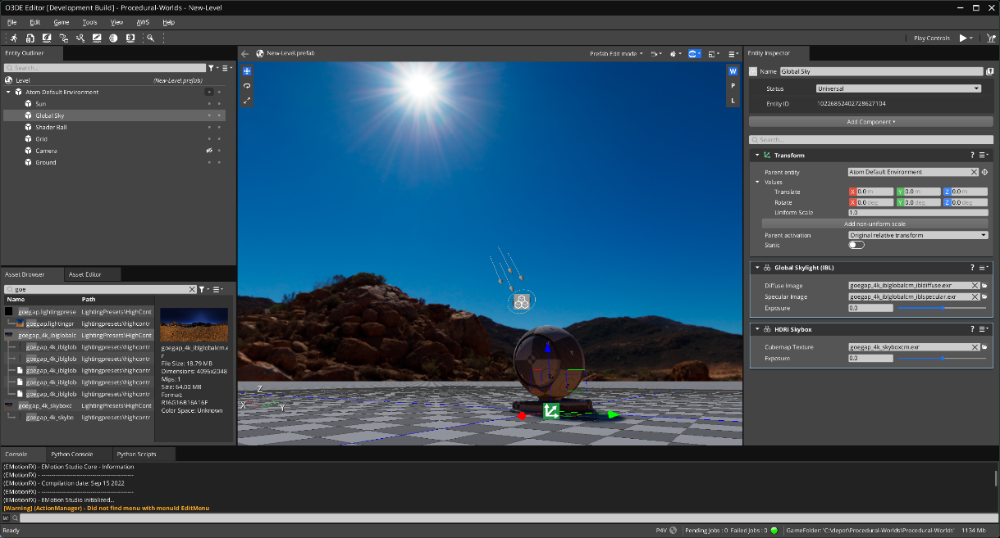 O3DE Editor [Development Build] - Procedural-Worlds - New-Level
File Edit Game Tools View AWS Help
Play Controls
Entity Outliner
Search...
Level (New-Level.prefab)
Atom Default Environment
Sun
Global Sky
Shader Ball
Grid
Camera
Ground
Asset Browser Asset Editor
goe
Name Path
goegap.lightingprese LightingPresets\HighCont
goegap.lightingpr lightingpresets\highcontr
goegap_4k_iblglobalc LightingPresets\HighCont
goegap_4k_iblglob lightingpresets\highcontr
goegap_4k_iblglob lightingpresets\highcontr
goegap_4k_iblglob lightingpresets\highcontr
goegap_4k_iblglob lightingpresets\highcontr
goegap_4k_iblglob lightingpresets\highcontr
goegap_4k_skyboxc LightingPresets\HighCont
goegap_4k_skybo lightingpresets\highcontr
goegap_4k_iblglobalcm.e
r
File Size: 18.79 MB
Dimensions: 4096x2048
Mips: 1
Size: 64.00 MB
Format:
R16G16B16A16F
Color Space: Unknown
New-Level.prefab Prefab Edit mode
W
P
L
Z
X Y
Entity Inspector
Name Global Sky
Status Universal
Entity ID 10226852402728627104
Add Component
Search...
Transform ?
Parent entity Atom Default Environment
Values
Translate X 0.0 m Y 0.0 m Z 0.0 m
Rotate X 0.0 deg Y 0.0 deg Z 0.0 deg
Uniform Scale 1.0
Add non-uniform scale
Parent activation Original relative transform
Static
Global Skylight (IBL) ?
Diffuse Image goegap_4k_iblglobalcm_ibldiffuse.exr
Specular Image goegap_4k_iblglobalcm_iblspecular.exr
Exposure 0.0
HDRi Skybox ?
Cubemap Texture goegap_4k_skyboxcm.exr
Exposure 0.0
Console Python Console Python Scripts
(EMotionFX) - EMotion Studio Core - Information
(EMotionFX) - -----------------------------------------------
(EMotionFX) - Compilation date: Sep 15 2022
(EMotionFX) - -----------------------------------------------
(EMotionFX) - EMotion Studio initialized...
[Warning] (ActionManager) - Did not find menu with menuId EditMenu
Ready P4V Pending Jobs : 0 Failed Jobs : 0 GameFolder: 'C:\depot\Procedural-Worlds\Procedural-Worlds' 1134 Mb